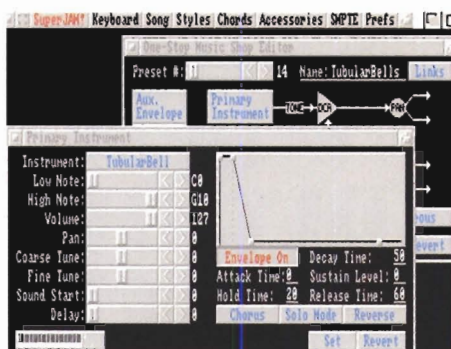 SuperJAM! Keyboard Song Styles Chords Accessories SMPTE Prefs
One-Stop Music Shop Editor
Preset #: 14 Name: TubularBells Links
Aux. Envelope
Primary Instrument
TONE DCA PAN
Primary Instrument
Instrument: TubularBell
Low Note: C0
High Note: G10
Volume: 127
Pan: 0
Coarse Tune: 0
Fine Tune: 0
Sound Start: 0
Delay: 0
Envelope On
Decay Time: 50
Attack Time: 0 Sustain Level: 0
Hold Time: 20 Release Time: 60
Chorus Solo Mode Reverse
Set Revert